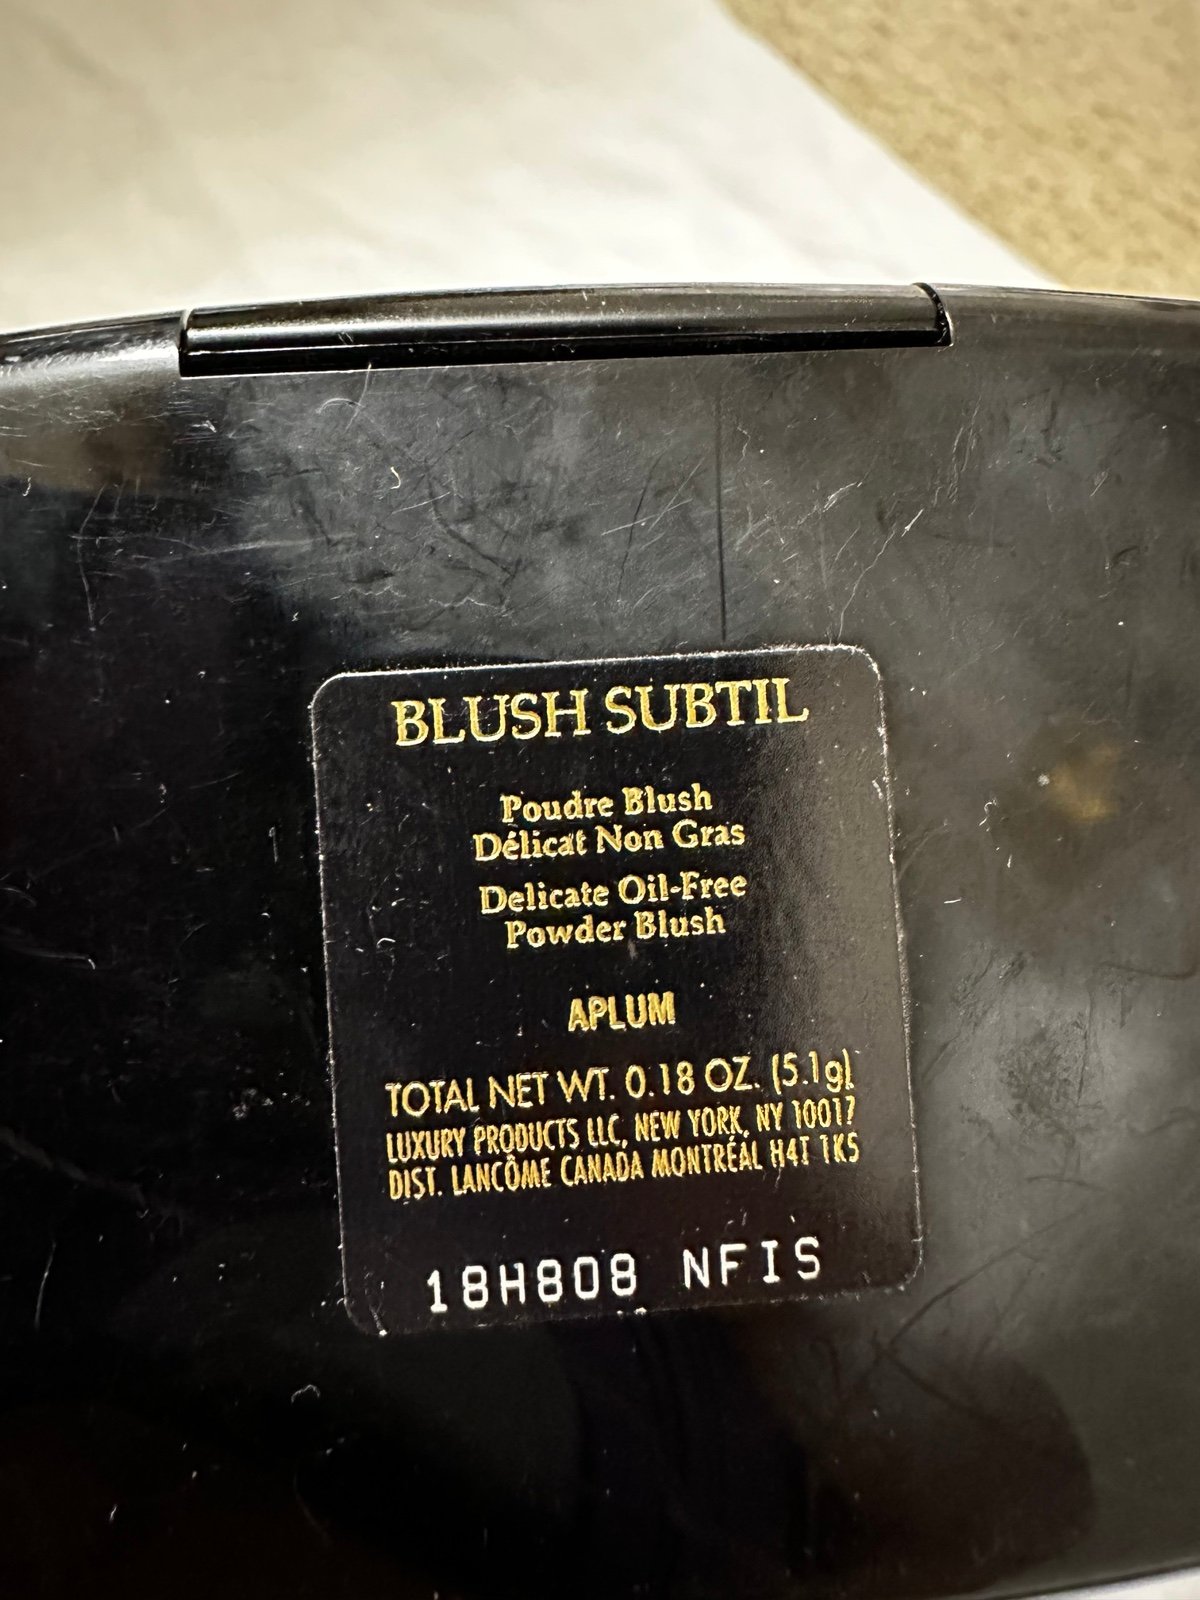 BLUSH SUBTIL
Poudre Blush
Délicat Non Gras
Delicate Oil-Free
Powder Blush
APLUM
TOTAL NET WT. 0.18 OZ. (5.1g)
LUXURY PRODUCTS LLC, NEW YORK, NY 10017
DIST. LANCÔME CANADA MONTRÉAL H4T 1K5
18H808 NFIS